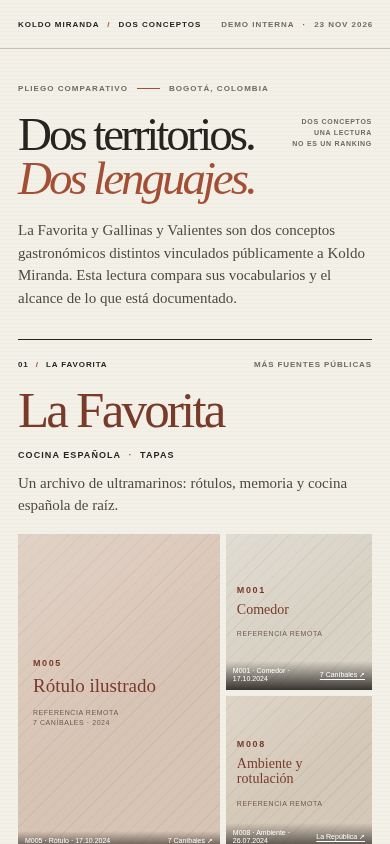 KOLDO MIRANDA / DOS CONCEPTOS
DEMO INTERNA · 23 NOV 2026
PLIEGO COMPARATIVO — BOGOTÁ, COLOMBIA
Dos territorios.
Dos lenguajes.
DOS CONCEPTOS
UNA LECTURA
NO ES UN RANKING
La Favorita y Gallinas y Valientes son dos conceptos
gastronómicos distintos vinculados públicamente a Koldo
Miranda. Esta lectura compara sus vocabularios y el
alcance de lo que está documentado.
01 / LA FAVORITA
MÁS FUENTES PÚBLICAS
La Favorita
COCINA ESPAÑOLA · TAPAS
Un archivo de ultramarinos: rótulos, memoria y cocina
española de raíz.
M005
Rótulo ilustrado
REFERENCIA REMOTA
7 CANÍBALES · 2024
M005 · Rótulo · 17.10.2024
7 Caníbales ↗
M001
Comedor
REFERENCIA REMOTA
M001 · Comedor ·
17.10.2024
7 Caníbales ↗
M008
Ambiente y
rotulación
REFERENCIA REMOTA
M008 · Ambiente ·
26.07.2024
La República ↗